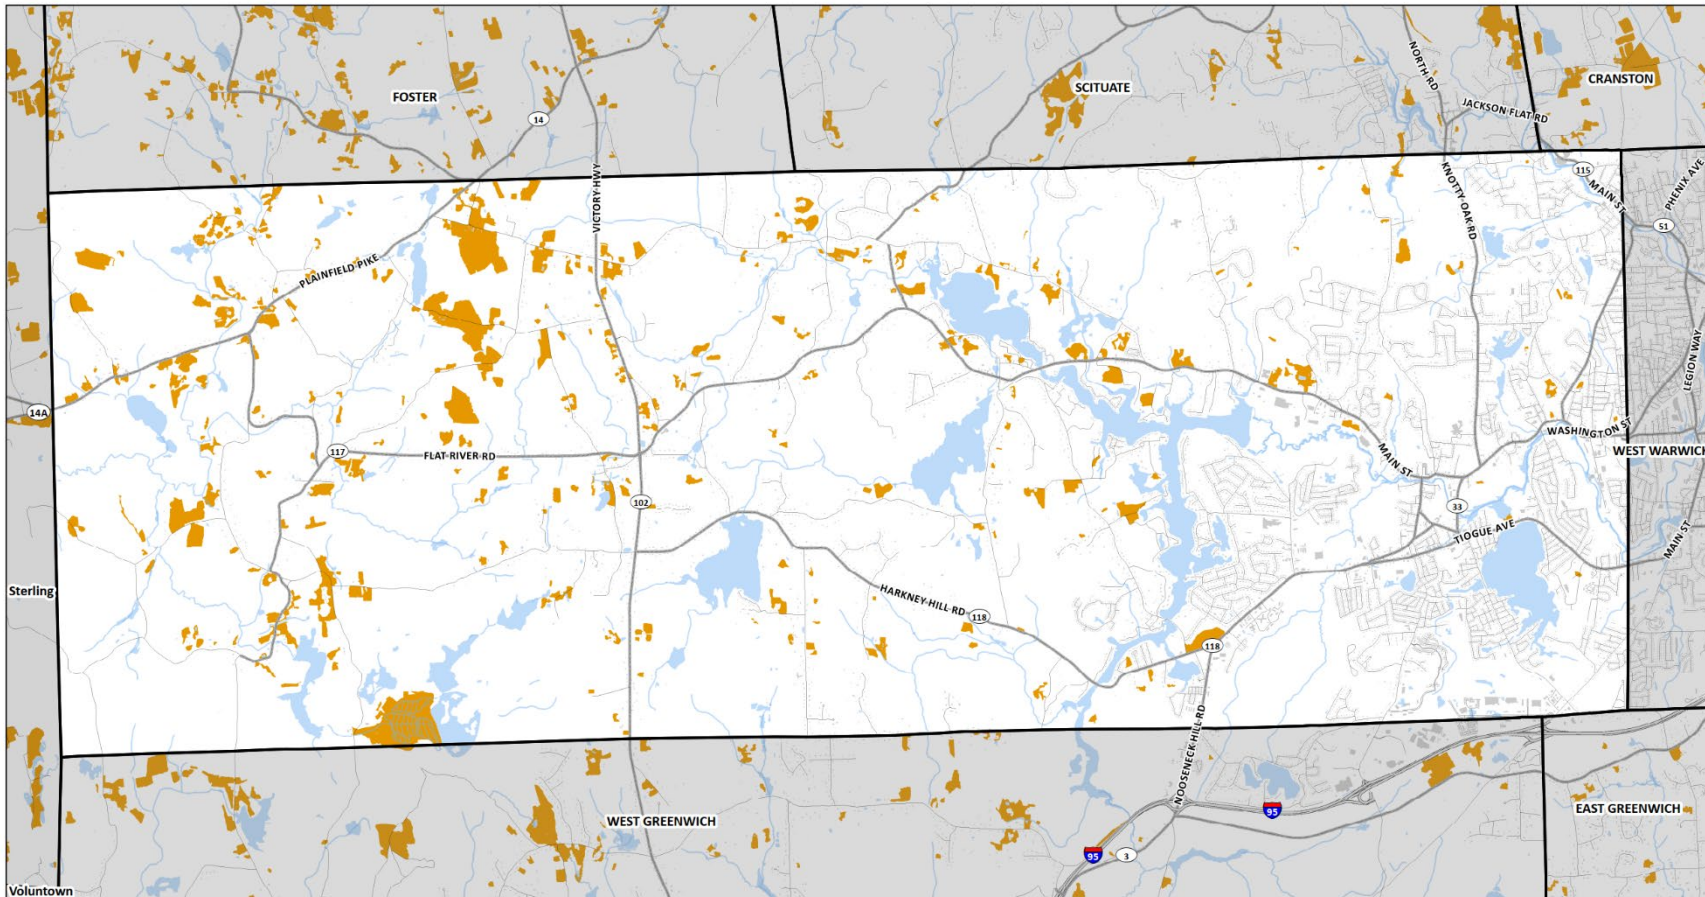 FOSTER
SCITUATE
CRANSTON
NORTH RD
JACKSON FLAT RD
14
VICTORY HWY
KNOTTY OAK RD
115
MAIN ST
PHENIX AVE
51
PLAINFIELD PIKE
LEGION WAY
14A
117
FLAT RIVER RD
MAIN ST
WASHINGTON ST
WEST WARWICH
102
33
TIOGUE AVE
MAIN ST
Sterling
HARKNEY HILL RD
118
118
NOOSENECK HILL RD
WEST GREENWICH
95
EAST GREENWICH
95
3
Voluntown